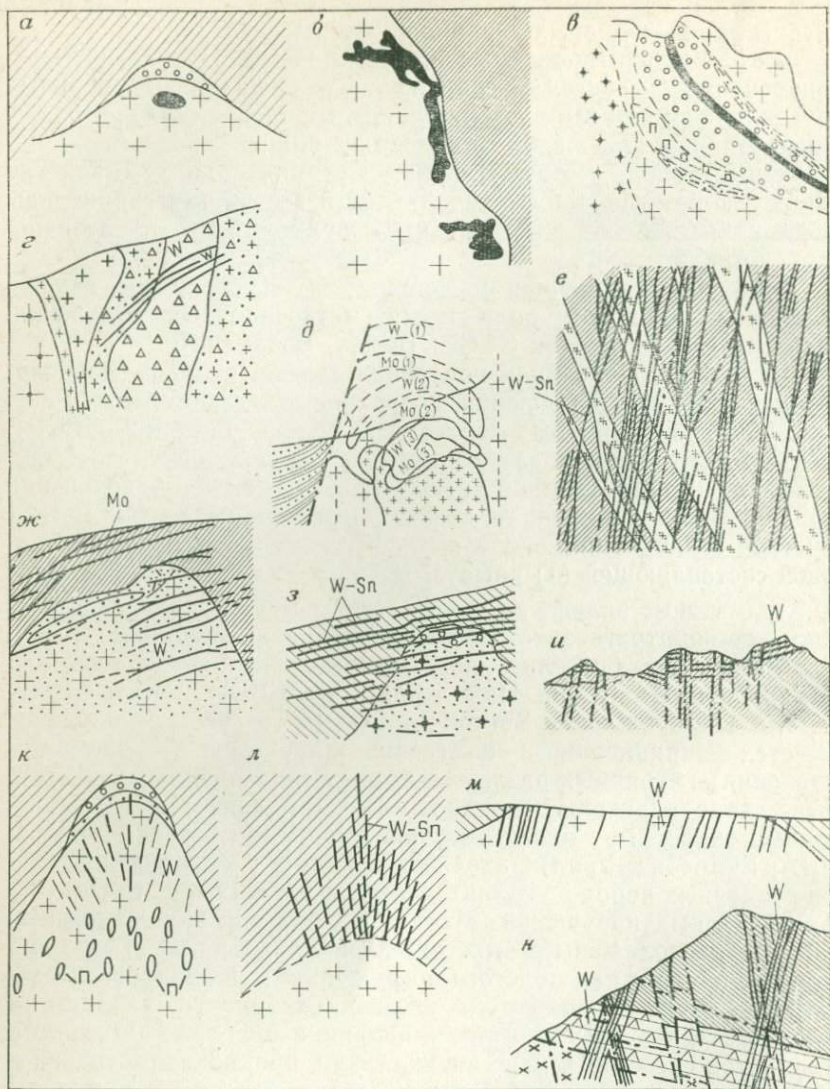 а
б
в
П П
П П
г
W
W
д
W (1)
Mo (1)
W (2)
Mo (2)
W (3)
Mo (3)
е
W-Sn
ж
Mo
W
з
W-Sn
и
W
к
W
П П
л
W-Sn
м
W
н
W
W